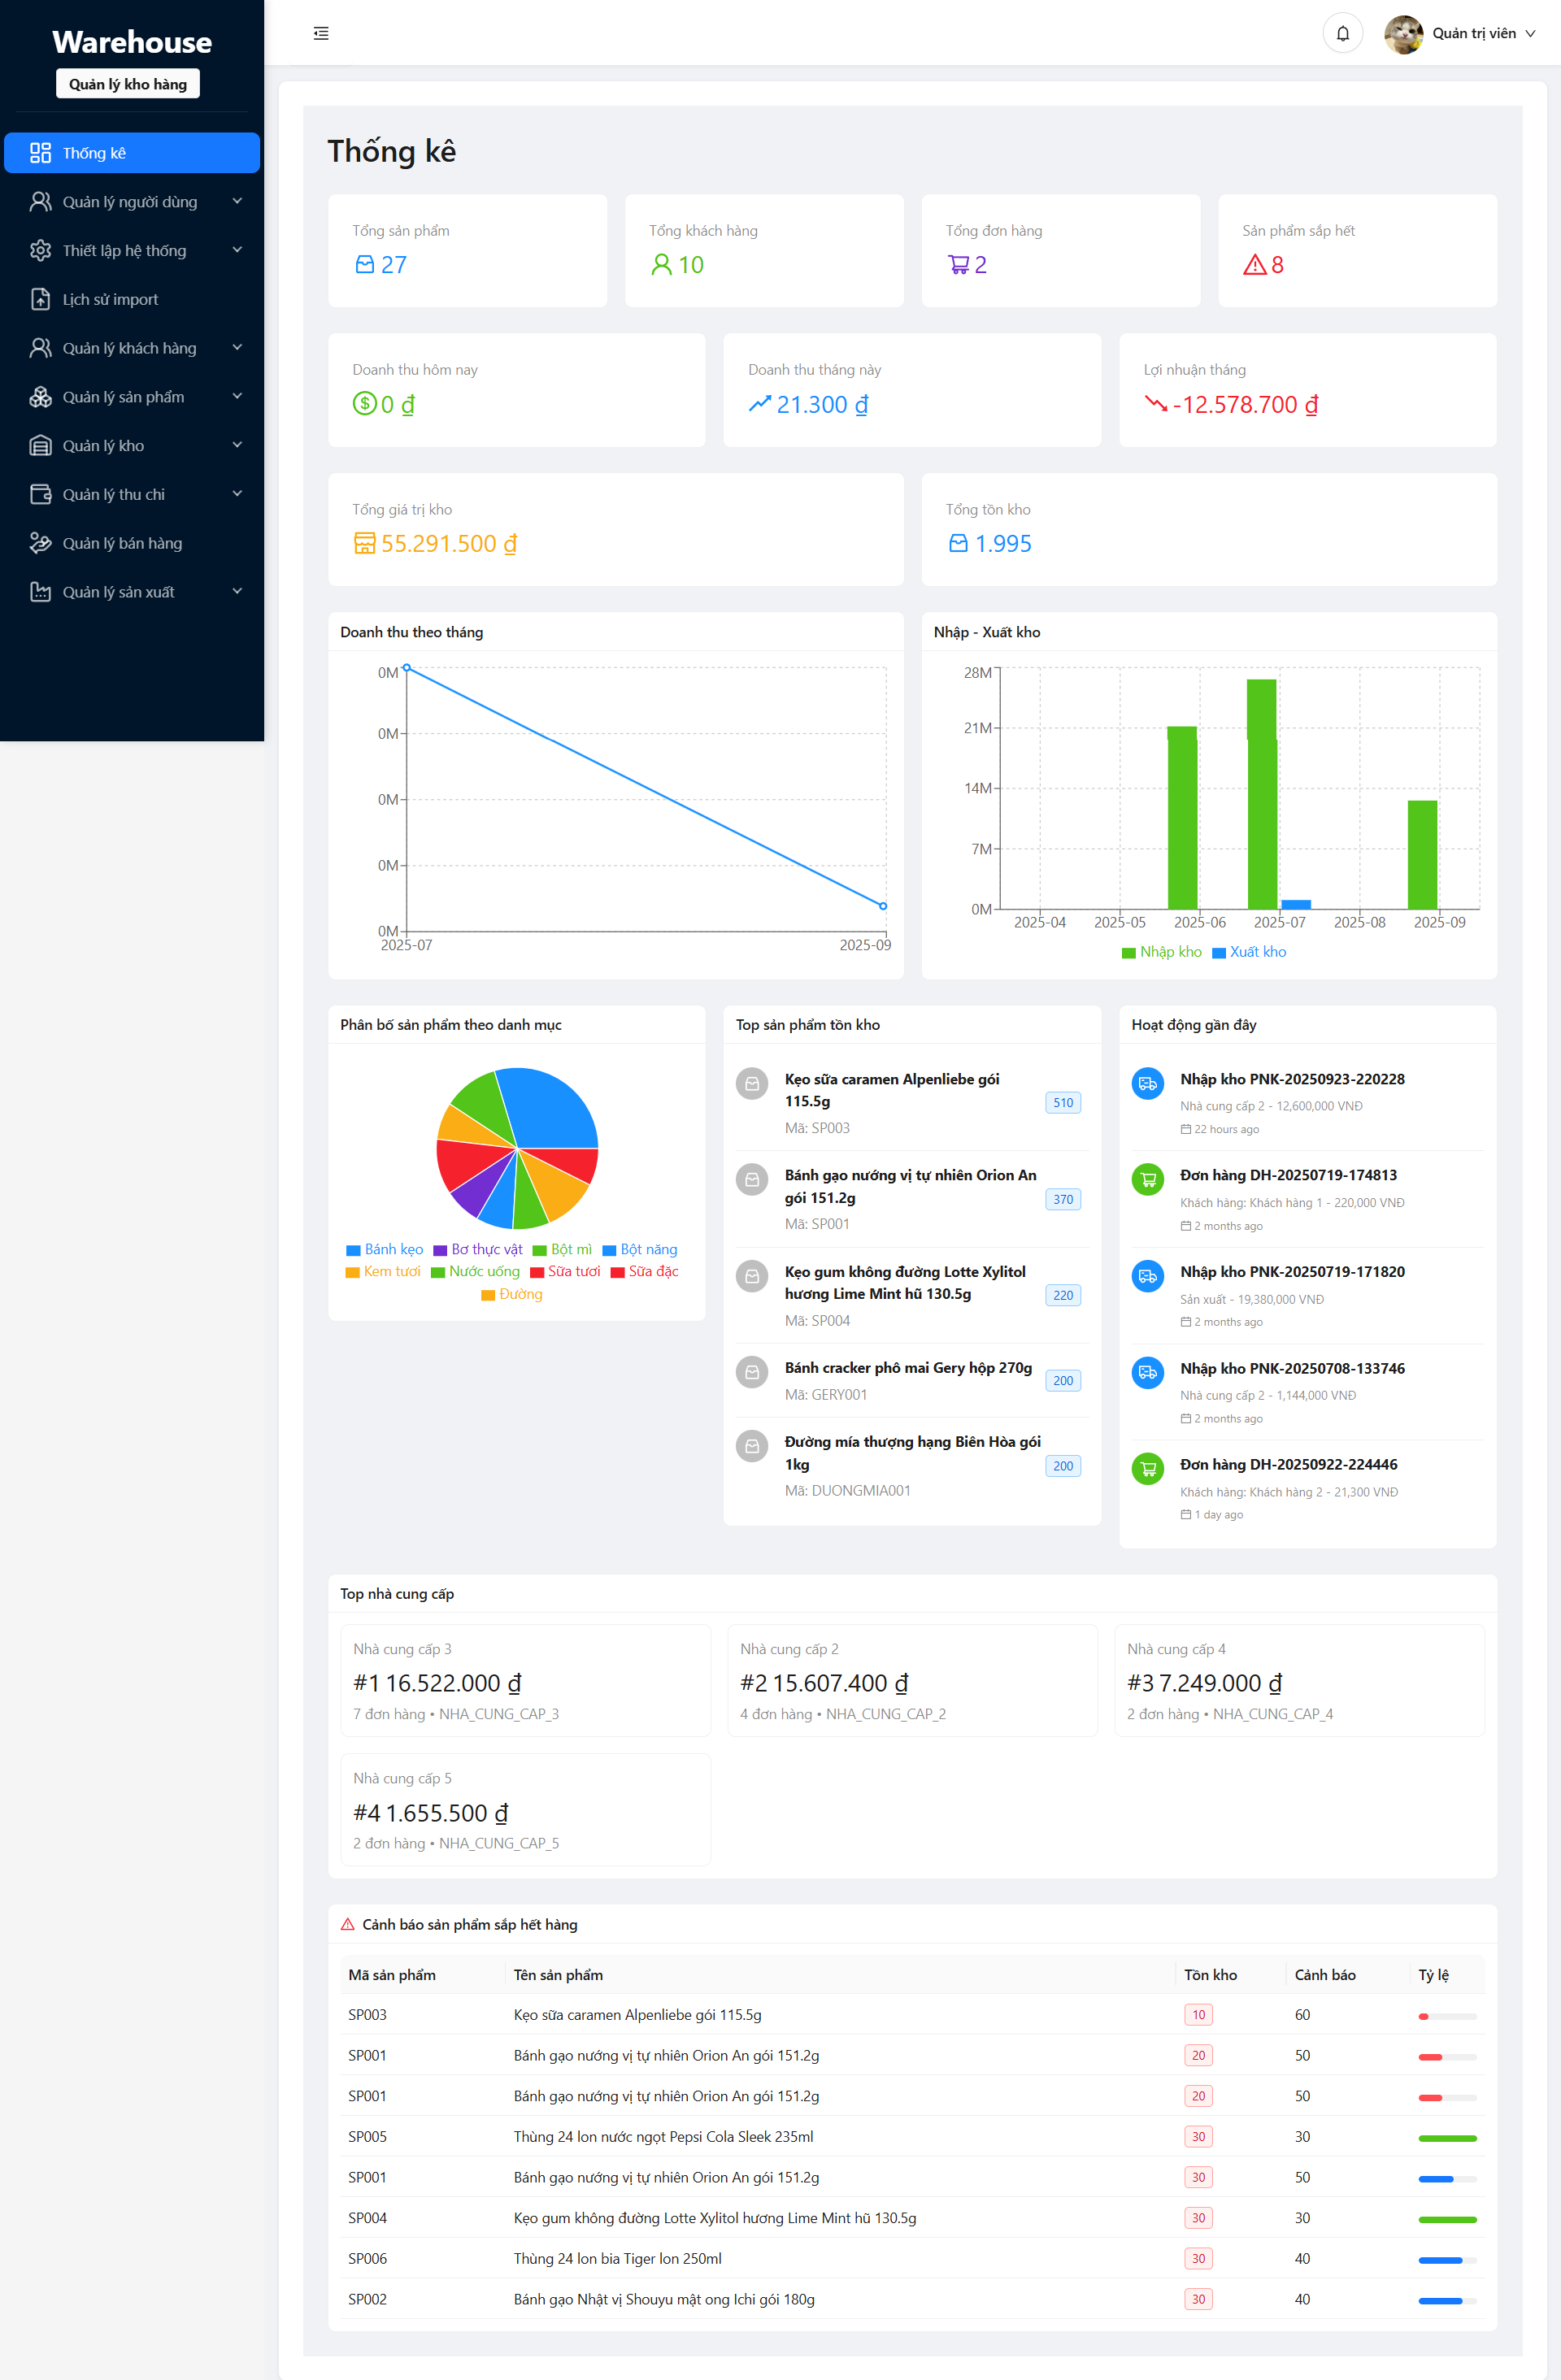 Warehouse
Quản lý kho hàng
Thống kê
Quản lý người dùng
Thiết lập hệ thống
Lịch sử import
Quản lý khách hàng
Quản lý sản phẩm
Quản lý kho
Quản lý thu chi
Quản lý bán hàng
Quản lý sản xuất
Quản trị viên
Thống kê
Tổng sản phẩm
27
Tổng khách hàng
10
Tổng đơn hàng
2
Sản phẩm sắp hết
8
Doanh thu hôm nay
0 ₫
Doanh thu tháng này
21.300 ₫
Lợi nhuận tháng
-12.578.700 ₫
Tổng giá trị kho
55.291.500 ₫
Tổng tồn kho
1.995
Doanh thu theo tháng
0M
0M
0M
0M
0M
2025-07 2025-09
Nhập - Xuất kho
28M
21M
14M
7M
0M
2025-04 2025-05 2025-06 2025-07 2025-08 2025-09
Nhập kho Xuất kho
Phân bố sản phẩm theo danh mục
Bánh kẹo Bơ thực vật Bột mì Bột năng
Kem tươi Nước uống Sữa tươi Sữa đặc
Đường
Top sản phẩm tồn kho
Kẹo sữa caramen Alpenliebe gói
115.5g
510
Mã: SP003
Bánh gạo nướng vị tự nhiên Orion An
gói 151.2g
370
Mã: SP001
Kẹo gum không đường Lotte Xylitol
hương Lime Mint hũ 130.5g
220
Mã: SP004
Bánh cracker phô mai Gery hộp 270g
200
Mã: GERY001
Đường mía thượng hạng Biên Hòa gói
1kg
200
Mã: DUONGMIA001
Hoạt động gần đây
Nhập kho PNK-20250923-220228
Nhà cung cấp 2 - 12,600,000 VNĐ
22 hours ago
Đơn hàng DH-20250719-174813
Khách hàng: Khách hàng 1 - 220,000 VNĐ
2 months ago
Nhập kho PNK-20250719-171820
Sản xuất - 19,380,000 VNĐ
2 months ago
Nhập kho PNK-20250708-133746
Nhà cung cấp 2 - 1,144,000 VNĐ
2 months ago
Đơn hàng DH-20250922-224446
Khách hàng: Khách hàng 2 - 21,300 VNĐ
1 day ago
Top nhà cung cấp
Nhà cung cấp 3
#1 16.522.000 ₫
7 đơn hàng • NHA_CUNG_CAP_3
Nhà cung cấp 2
#2 15.607.400 ₫
4 đơn hàng • NHA_CUNG_CAP_2
Nhà cung cấp 4
#3 7.249.000 ₫
2 đơn hàng • NHA_CUNG_CAP_4
Nhà cung cấp 5
#4 1.655.500 ₫
2 đơn hàng • NHA_CUNG_CAP_5
Cảnh báo sản phẩm sắp hết hàng
Mã sản phẩm Tên sản phẩm Tồn kho Cảnh báo Tỷ lệ
SP003 Kẹo sữa caramen Alpenliebe gói 115.5g 10 60
SP001 Bánh gạo nướng vị tự nhiên Orion An gói 151.2g 20 50
SP001 Bánh gạo nướng vị tự nhiên Orion An gói 151.2g 20 50
SP005 Thùng 24 lon nước ngọt Pepsi Cola Sleek 235ml 30 30
SP001 Bánh gạo nướng vị tự nhiên Orion An gói 151.2g 30 50
SP004 Kẹo gum không đường Lotte Xylitol hương Lime Mint hũ 130.5g 30 30
SP006 Thùng 24 lon bia Tiger lon 250ml 30 40
SP002 Bánh gạo Nhật vị Shouyu mật ong Ichi gói 180g 30 40